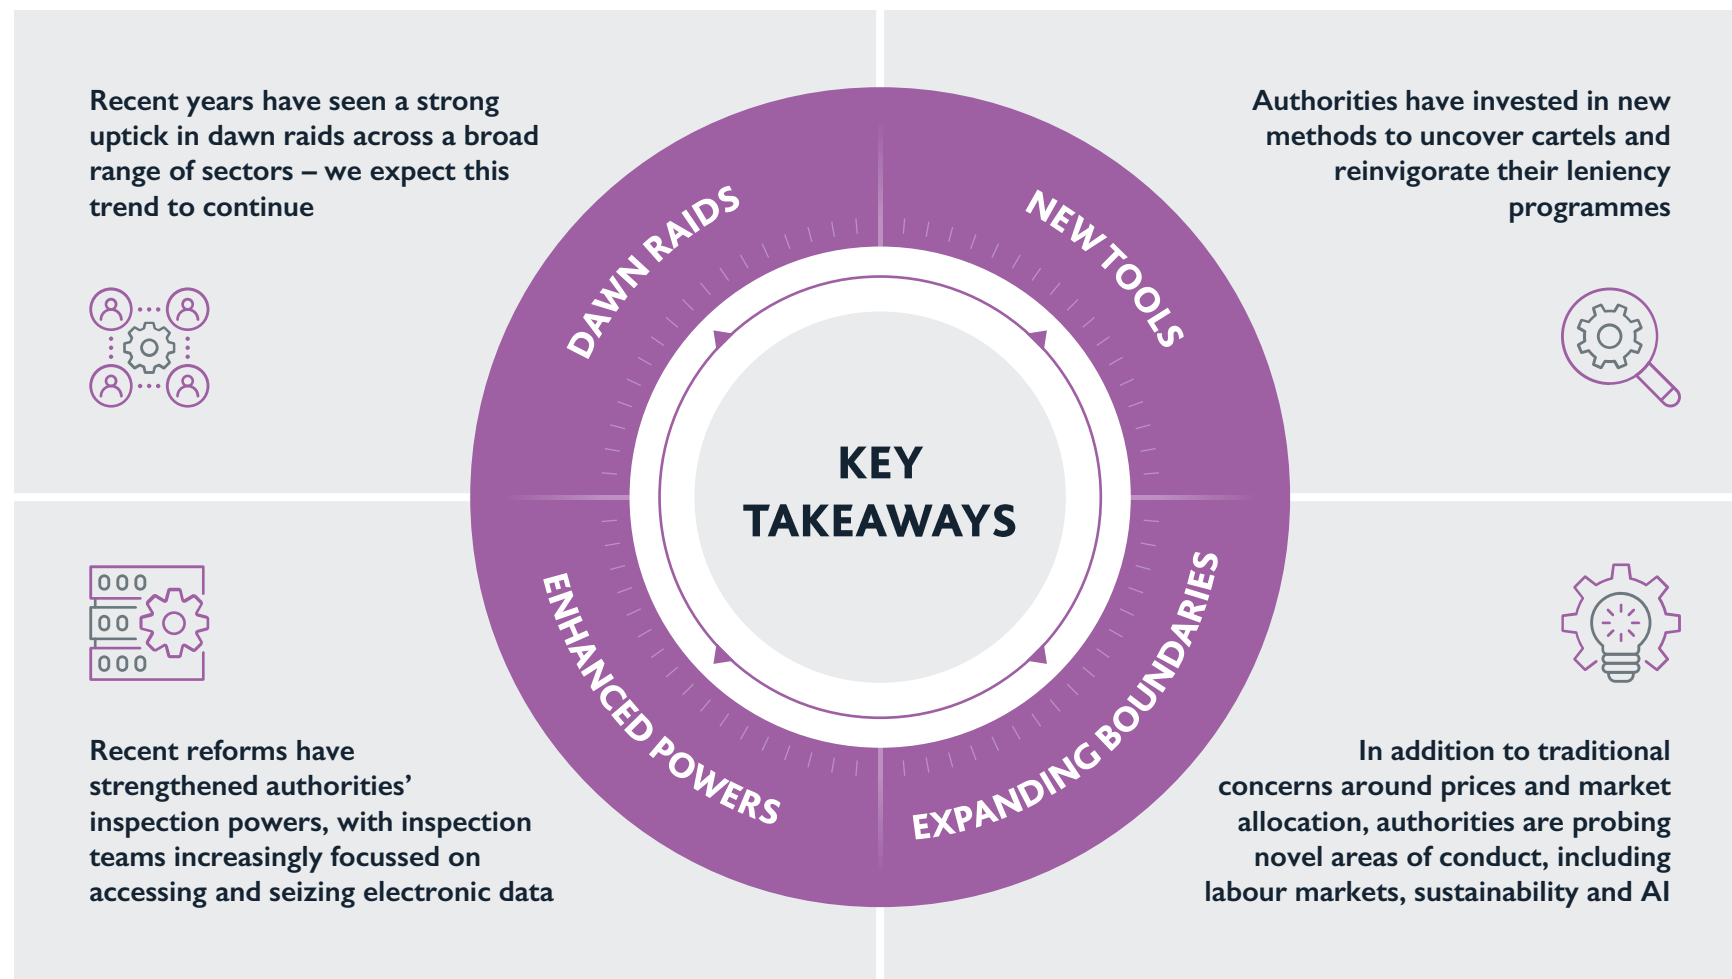 Recent years have seen a strong
uptick in dawn raids across a broad
range of sectors – we expect this
trend to continue
Authorities have invested in new
methods to uncover cartels and
reinvigorate their leniency
programmes
DAWN RAIDS
NEW TOOLS
KEY
TAKEAWAYS
ENHANCED POWERS
EXPANDING BOUNDARIES
Recent reforms have
strengthened authorities’
inspection powers, with inspection
teams increasingly focussed on
accessing and seizing electronic data
In addition to traditional
concerns around prices and market
allocation, authorities are probing
novel areas of conduct, including
labour markets, sustainability and AI